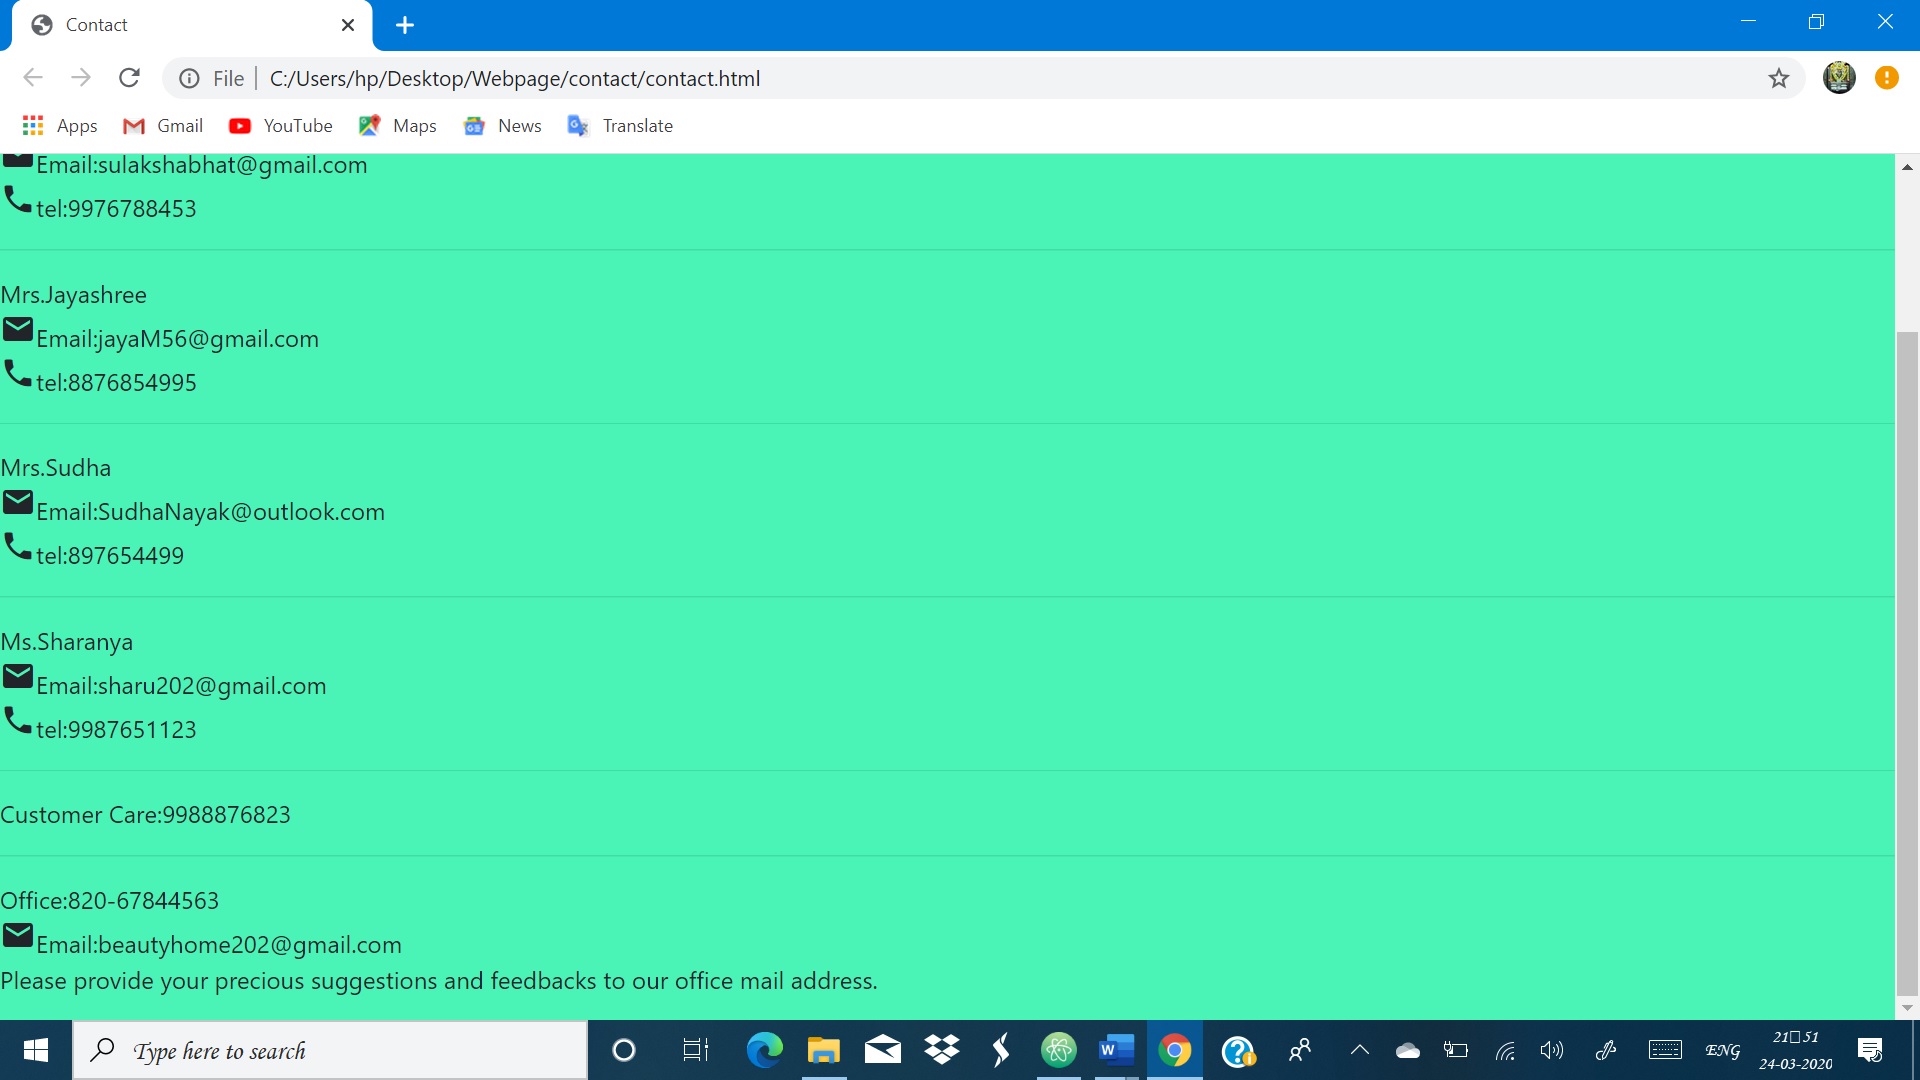 Contact
File
C:/Users/hp/Desktop/Webpage/contact/contact.html
Apps Gmail YouTube Maps News Translate
Email:sulakshabhat@gmail.com
tel:9976788453
Mrs.Jayashree
Email:jayaM56@gmail.com
tel:8876854995
Mrs.Sudha
Email:SudhaNayak@outlook.com
tel:897654499
Ms.Sharanya
Email:sharu202@gmail.com
tel:9987651123
Customer Care:9988876823
Office:820-67844563
Email:beautyhome202@gmail.com
Please provide your precious suggestions and feedbacks to our office mail address.
Type here to search
ENG
21▯51
24-03-2020